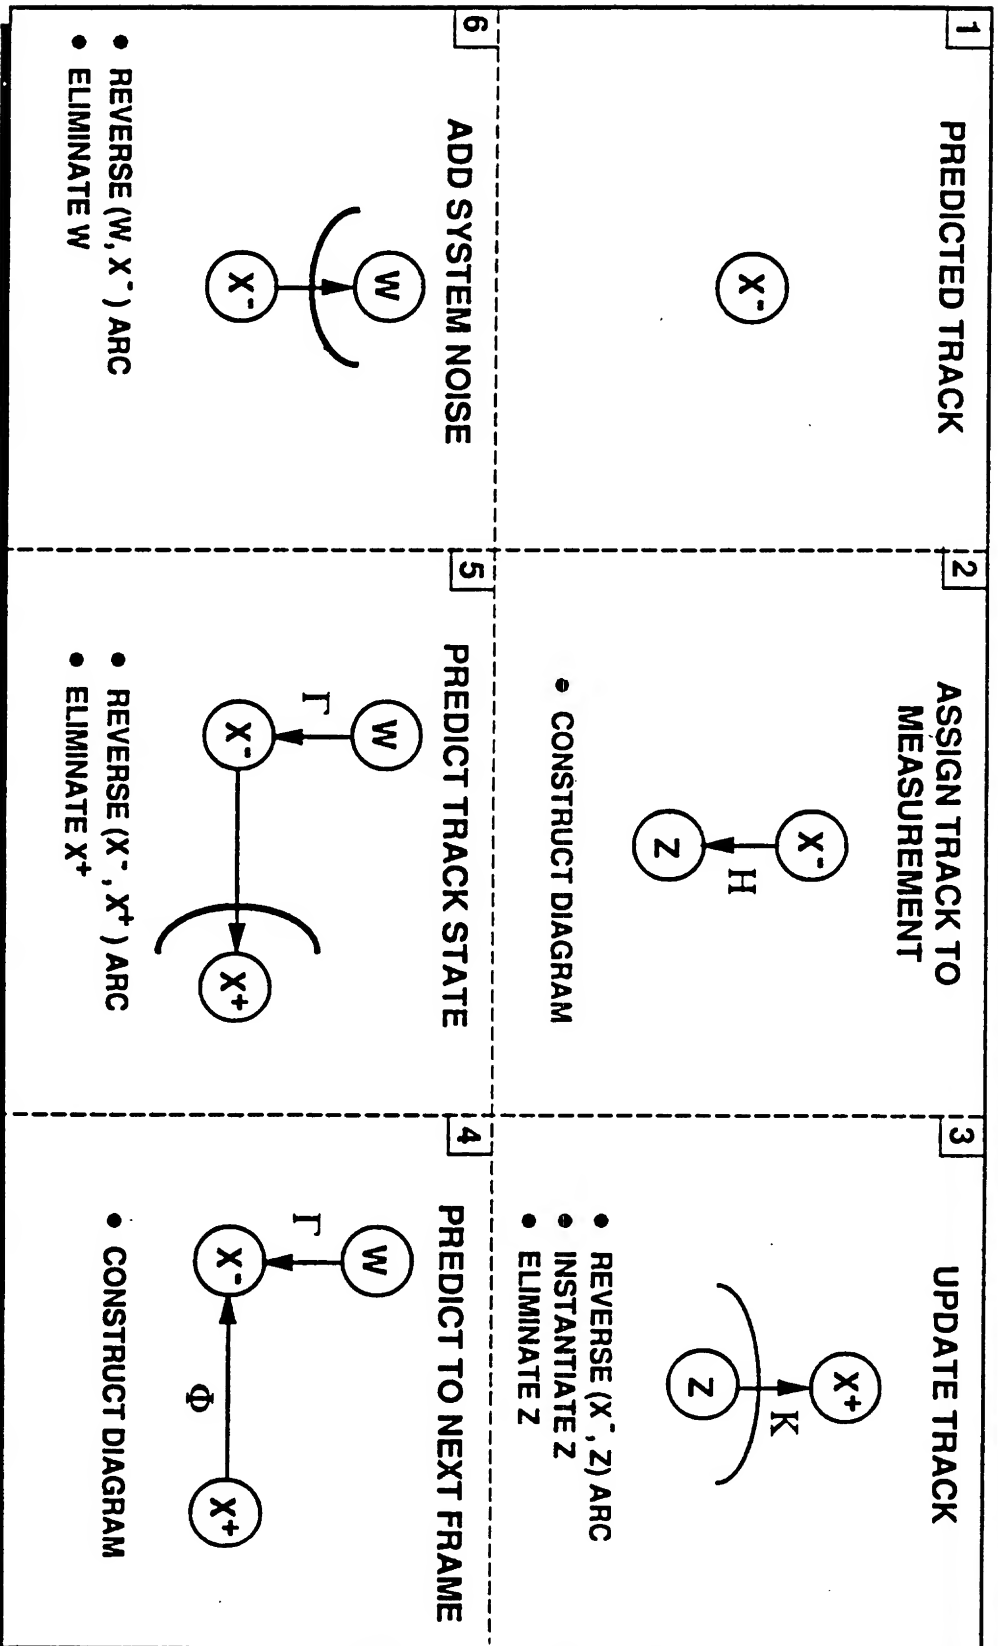 1
PREDICTED TRACK
X-
2
ASSIGN TRACK TO
MEASUREMENT
X-
H
Z
• CONSTRUCT DIAGRAM
3
UPDATE TRACK
X+
K
Z
• REVERSE (X-, Z) ARC
• INSTANTIATE Z
• ELIMINATE Z
6
ADD SYSTEM NOISE
W
X-
• REVERSE (W, X-) ARC
• ELIMINATE W
5
PREDICT TRACK STATE
W
Γ
X-
X+
• REVERSE (X-, X+) ARC
• ELIMINATE X+
4
PREDICT TO NEXT FRAME
W
Γ
X-
Φ
X+
• CONSTRUCT DIAGRAM